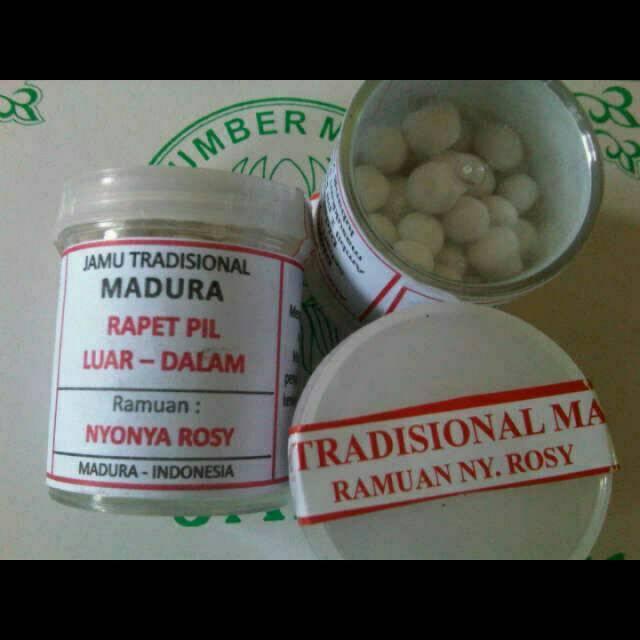 UMBER M
JAMU TRADISIONAL
MADURA
RAPET PIL
LUAR – DALAM
Ramuan :
NYONYA ROSY
MADURA - INDONESIA
TRADISIONAL MA
RAMUAN NY. ROSY